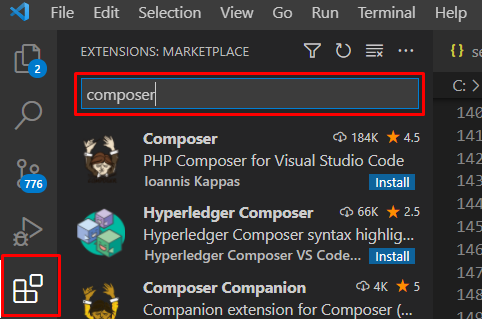 File Edit Selection View Go Run Terminal Help
EXTENSIONS: MARKETPLACE
2
composer
C:
Composer 184K 4.5
PHP Composer for Visual Studio Code
Ioannis Kappas Install
776
Hyperledger Composer 66K 2.5
Hyperledger Composer syntax highlig...
Hyperledger Composer VS Code... Install
Composer Companion 4K 5
Companion extension for Composer (...
140
141
142
143
144
145
146
147
148
149